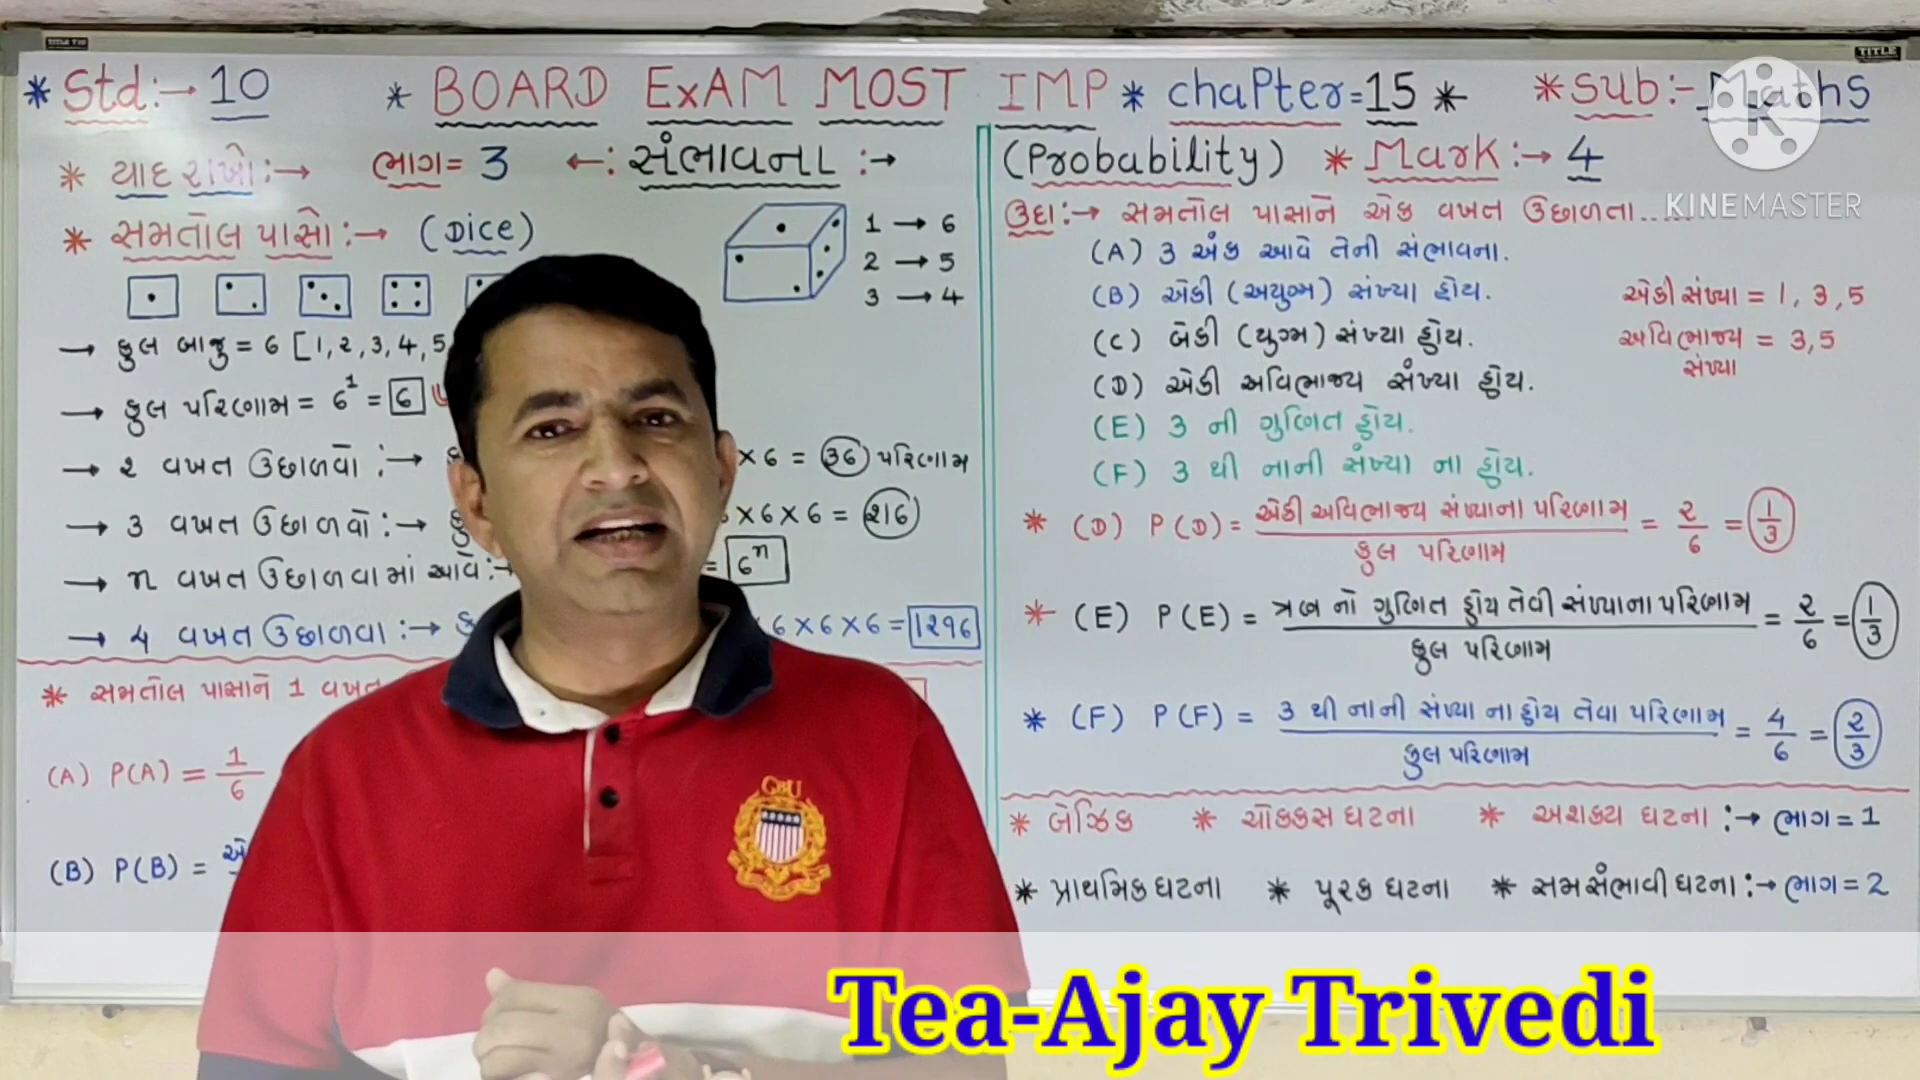 * Std:→ 10 * BOARD ExAM MOST IMP * chapter=15 * * Sub:- Maths
* યાદ રાખો:→ ભાગ= 3 ←: સંભાવના :→ (Probability) * Mark:→ 4
KINEMASTER
* સમતોલ પાસો:→ (Dice)
1 → 6
2 → 5
3 → 4
→ કુલ બાજુ = 6 [1,2,3,4,5
→ કુલ પરિણામ = 6¹ = 6
→ ૨ વખત ઉછાળવો :→ ×6 = 36 પરિણામ
→ 3 વખત ઉછાળવો :→ ×6×6 = 216
→ n વખત ઉછાળવામાં આવે:→ = 6ⁿ
→ 4 વખત ઉછાળવા :→ 6×6×6 = 1296
* સમતોલ પાસાને 1 વખત
(A) P(A) = 1/6
(B) P(B) =
ઉદા:→ સમતોલ પાસાને એક વખત ઉછાળતા.....
(A) 3 અંક આવે તેની સંભાવના.
(B) એકી (અયુગ્મ) સંખ્યા હોય.
(C) બેકી (યુગ્મ) સંખ્યા હોય.
(D) એકી અવિભાજ્ય સંખ્યા હોય.
(E) 3 ની ગુણિત હોય.
(F) 3 થી નાની સંખ્યા ના હોય.
એકી સંખ્યા = 1, 3, 5
અવિભાજ્ય = 3,5
સંખ્યા
* (D) P(D) = એકી અવિભાજ્ય સંખ્યાના પરિણામ / કુલ પરિણામ = ૨/6 = 1/3
* (E) P(E) = ત્રણ નો ગુણિત હોય તેવી સંખ્યાના પરિણામ / કુલ પરિણામ = ૨/6 = 1/3
* (F) P(F) = 3 થી નાની સંખ્યા ના હોય તેવા પરિણામ / કુલ પરિણામ = 4/6 = ૨/3
* બેઝિક * ચોક્કસ ઘટના * અશક્ય ઘટના :→ ભાગ = 1
* પ્રાથમિક ઘટના * પૂરક ઘટના * સમસંભાવી ઘટના :→ ભાગ = 2
Tea-Ajay Trivedi
GBU